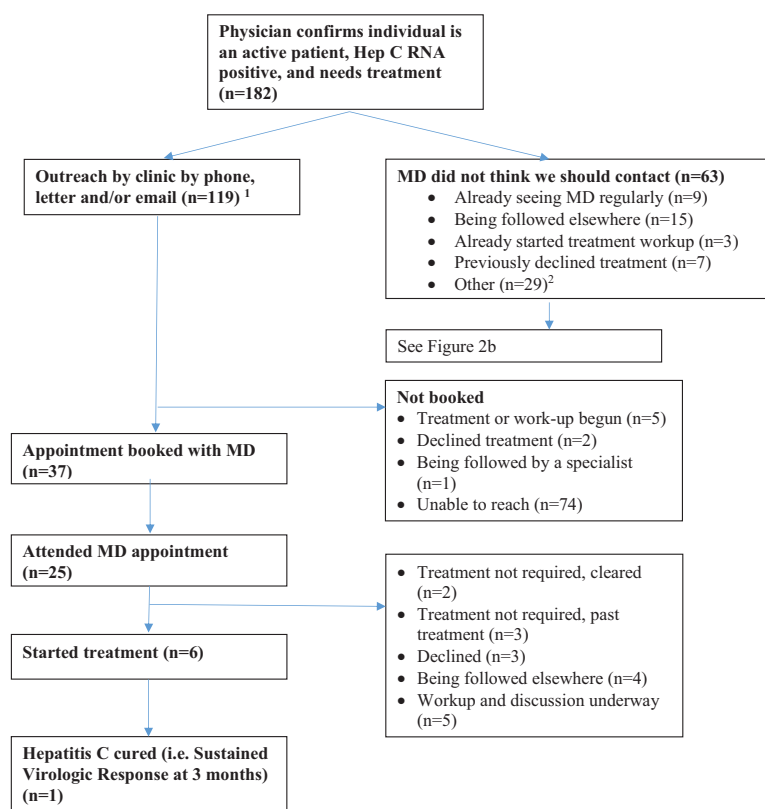 Physician confirms individual is
an active patient, Hep C RNA
positive, and needs treatment
(n=182)
Outreach by clinic by phone,
letter and/or email (n=119) 1
MD did not think we should contact (n=63)
• Already seeing MD regularly (n=9)
• Being followed elsewhere (n=15)
• Already started treatment workup (n=3)
• Previously declined treatment (n=7)
• Other (n=29)2
See Figure 2b
Not booked
• Treatment or work-up begun (n=5)
• Declined treatment (n=2)
• Being followed by a specialist
(n=1)
• Unable to reach (n=74)
Appointment booked with MD
(n=37)
Attended MD appointment
(n=25)
• Treatment not required, cleared
(n=2)
• Treatment not required, past
treatment (n=3)
• Declined (n=3)
• Being followed elsewhere (n=4)
• Workup and discussion underway
(n=5)
Started treatment (n=6)
Hepatitis C cured (i.e. Sustained
Virologic Response at 3 months)
(n=1)